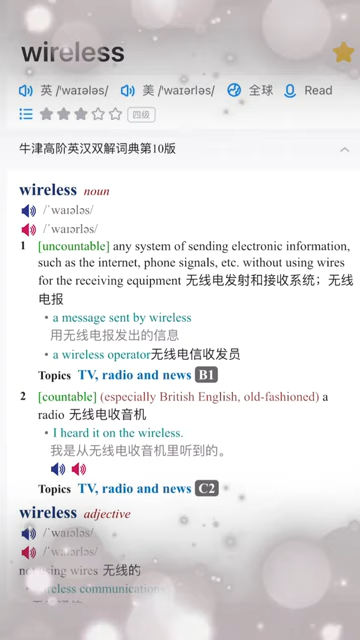 wireless
英 /'waɪələs/ 美 /'waɪərləs/ 全球 Read
四级
牛津高阶英汉双解词典第10版
wireless noun
/ˈwaɪələs/
/ˈwaɪərləs/
1 [uncountable] any system of sending electronic information,
such as the internet, phone signals, etc. without using wires
for the receiving equipment 无线电发射和接收系统；无线
电报
• a message sent by wireless
用无线电报发出的信息
• a wireless operator无线电信收发员
Topics TV, radio and news B1
2 [countable] (especially British English, old-fashioned) a
radio 无线电收音机
• I heard it on the wireless.
我是从无线电收音机里听到的。
Topics TV, radio and news C2
wireless adjective
/ˈwaɪələs/
/ˈwaɪərləs/
not using wires 无线的
wireless communications